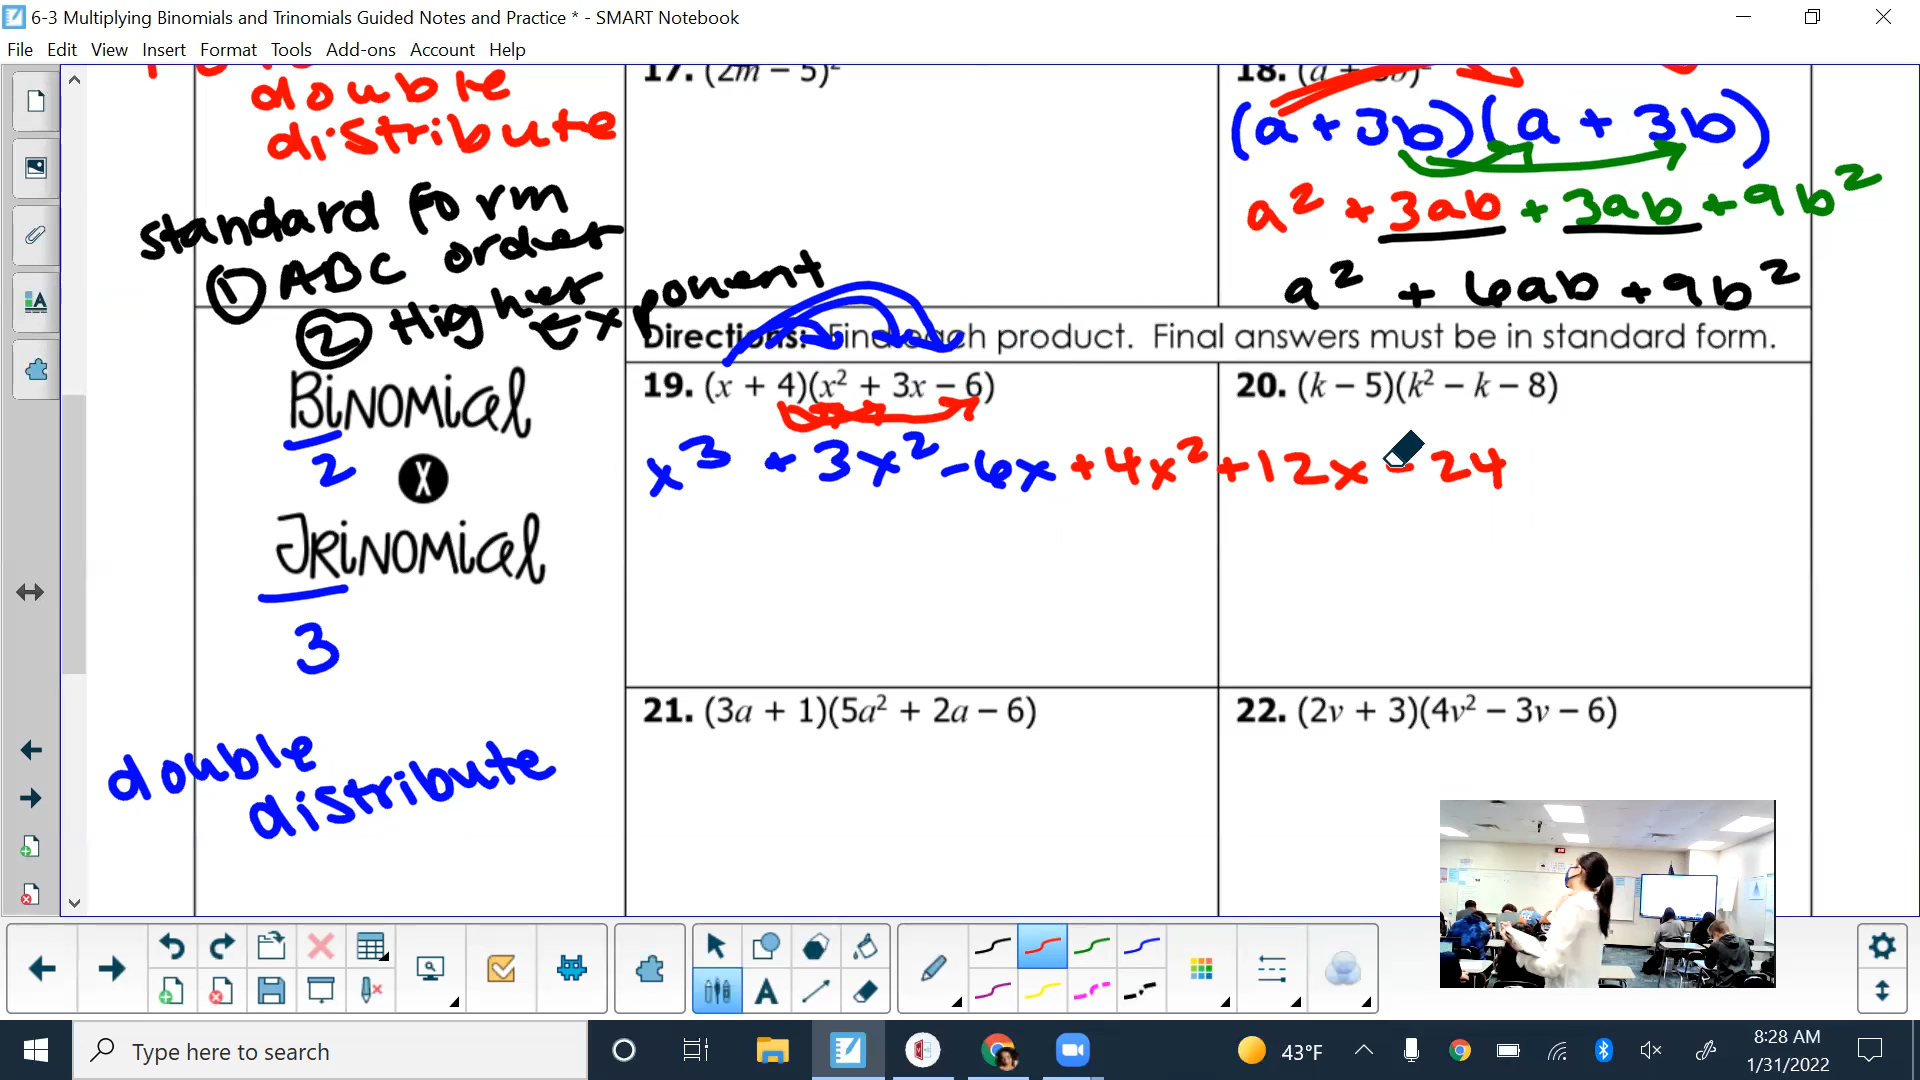 6-3 Multiplying Binomials and Trinomials Guided Notes and Practice * - SMART Notebook
File Edit View Insert Format Tools Add-ons Account Help
double
distribute
standard form
① ABC order
② Higher exponent
17. (2m − 5)²
18. (a + 3b)²
(a + 3b)(a + 3b)
a² + 3ab + 3ab + 9b²
a² + 6ab + 9b²
Directions: Find each product. Final answers must be in standard form.
BiNOMiAL
2
X
TRiNOMiAL
3
double
distribute
19. (x + 4)(x² + 3x − 6)
x³ + 3x² - 6x + 4x² + 12x - 24
20. (k − 5)(k² − k − 8)
21. (3a + 1)(5a² + 2a − 6)
22. (2v + 3)(4v² − 3v − 6)
Type here to search
43°F
8:28 AM
1/31/2022